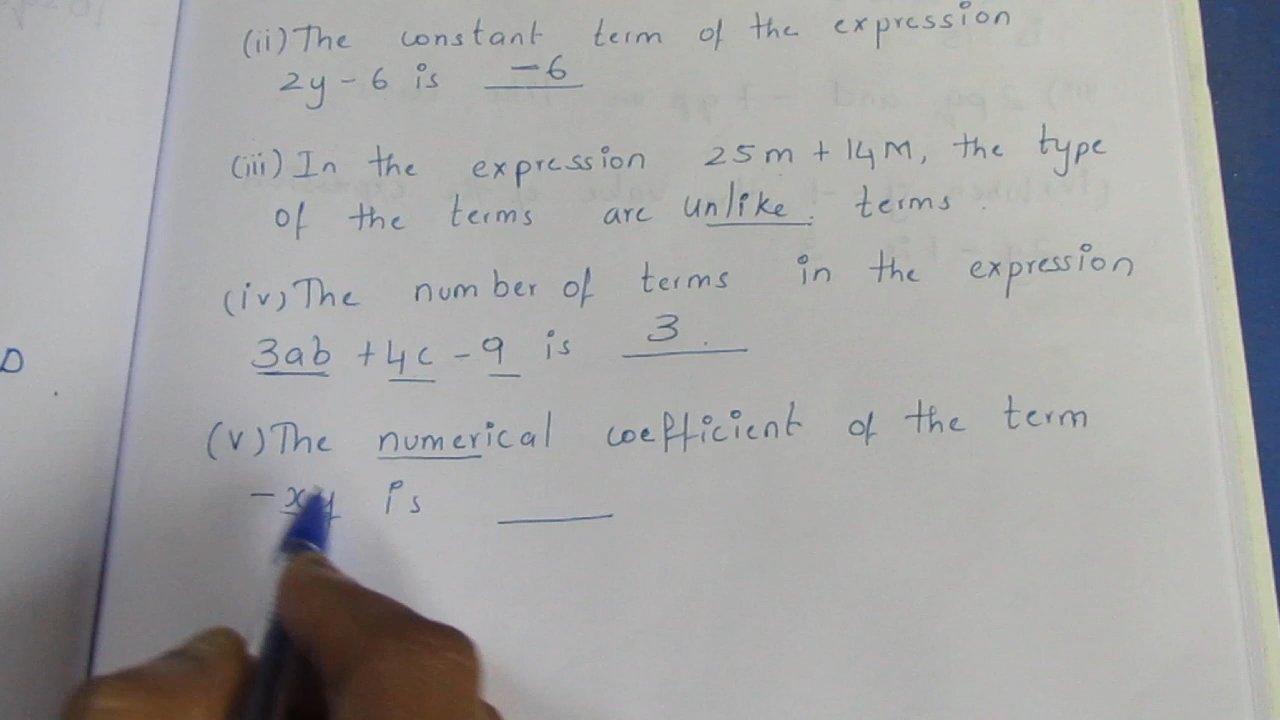 (ii) The constant term of the expression
2y - 6 is -6
(iii) In the expression 25m + 14M, the type
of the terms are unlike. terms.
(iv) The number of terms in the expression
3ab + 4c - 9 is 3.
(v) The numerical coefficient of the term
-xy is ____